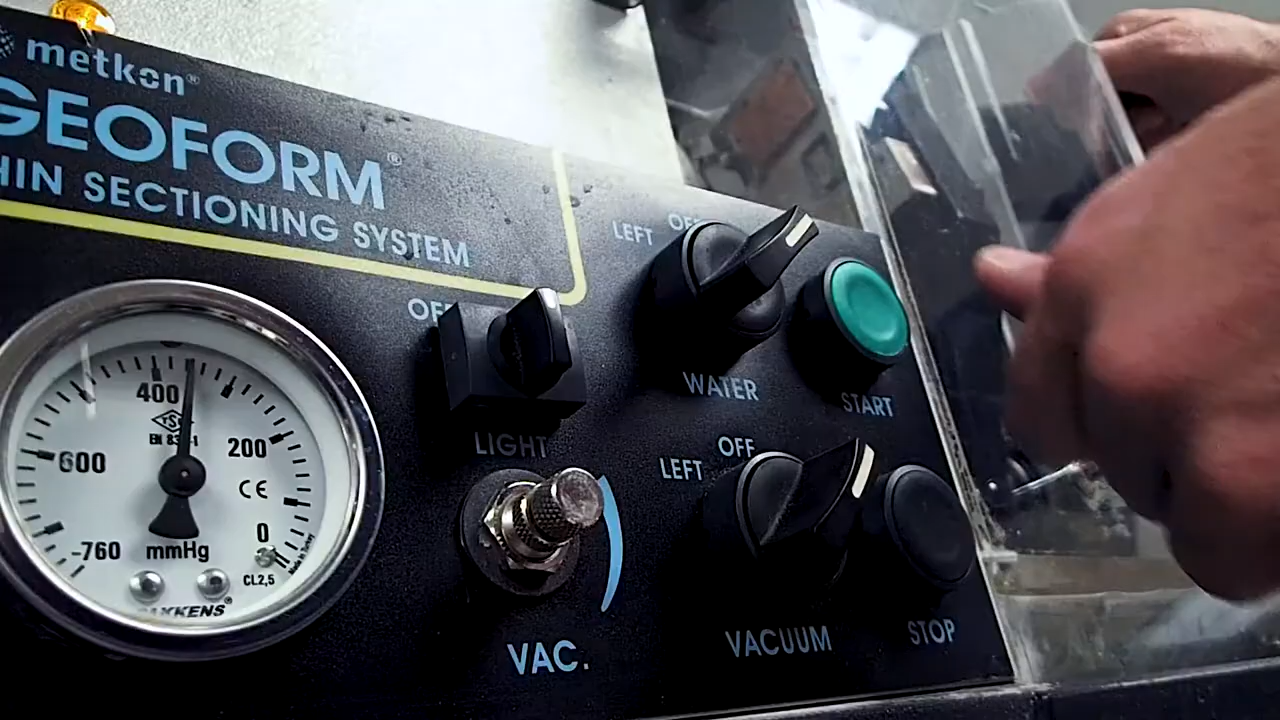 metkon®
GEOFORM®
HIN SECTIONING SYSTEM
LEFT
OFF
WATER
START
LIGHT
LEFT OFF
VACUUM
STOP
VAC.
400
200
600
0
-760
mmHg
CE
CL2,5